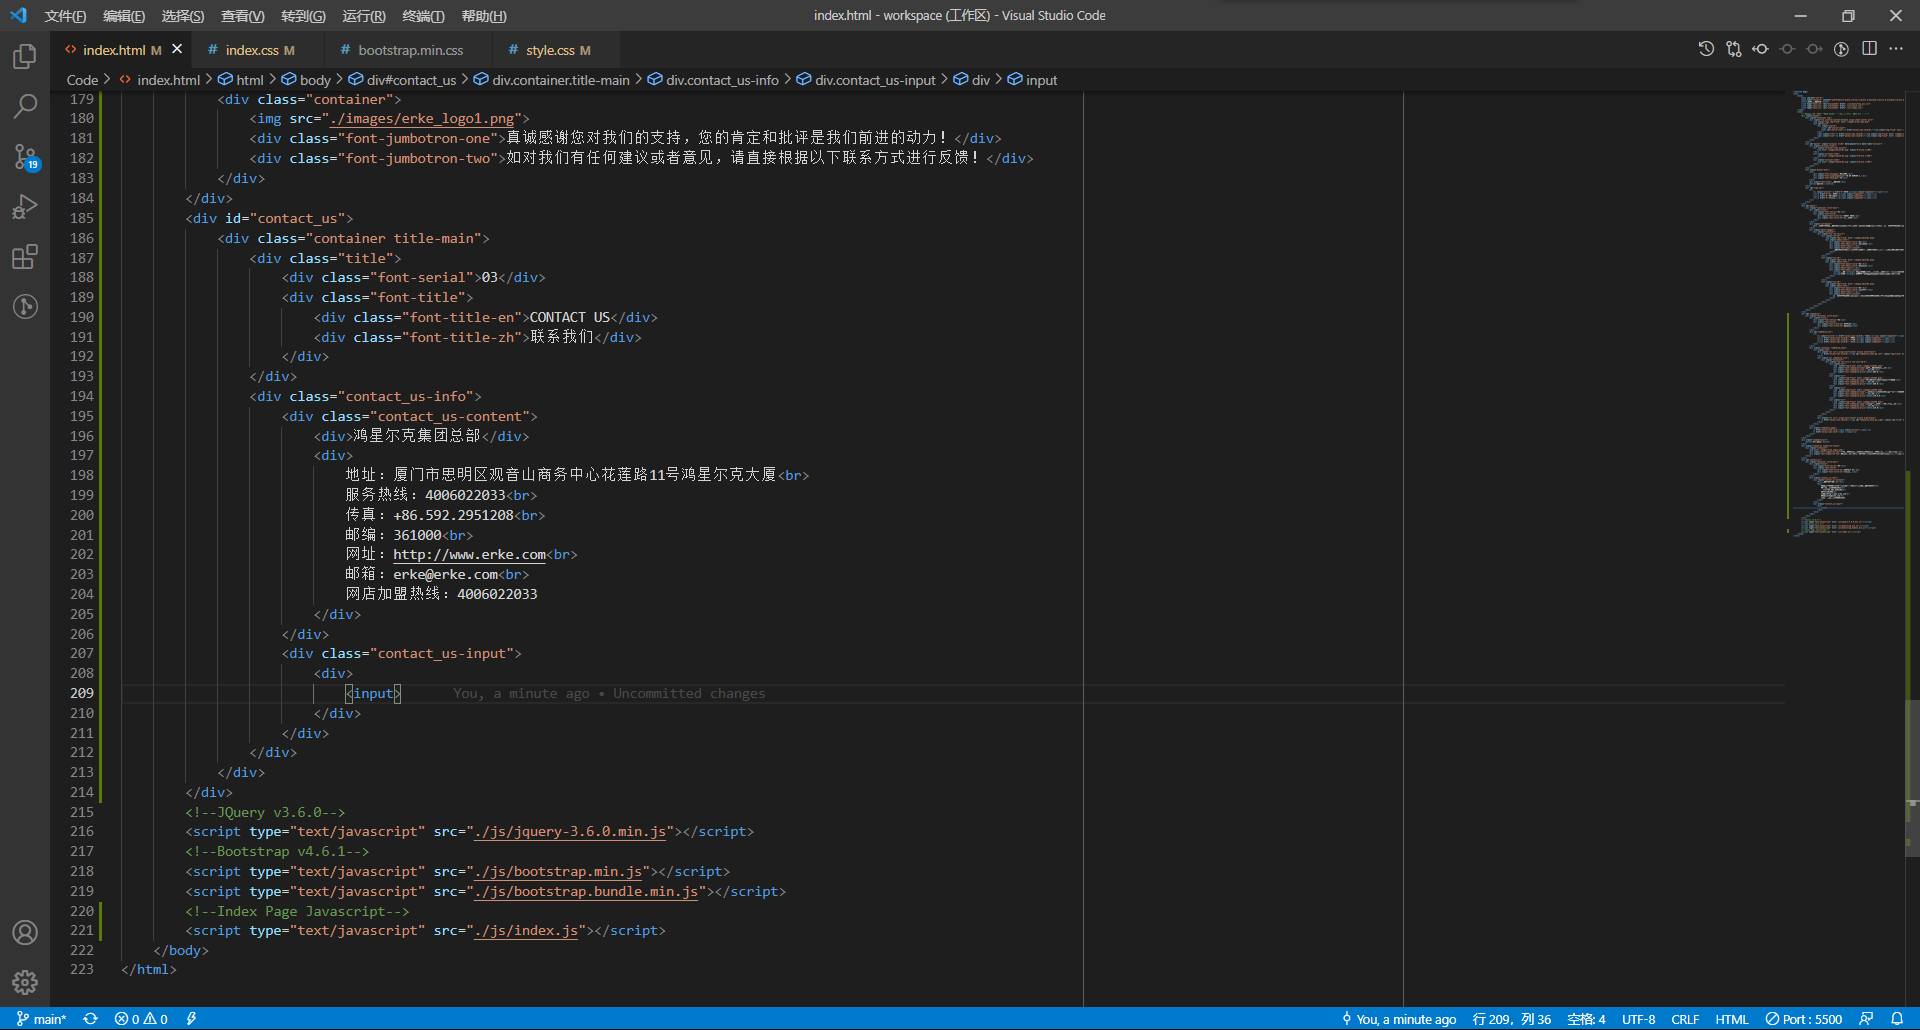 文件(F) 编辑(E) 选择(S) 查看(V) 转到(G) 运行(R) 终端(T) 帮助(H) index.html - workspace (工作区) - Visual Studio Code
index.html M index.css M bootstrap.min.css style.css M
Code > index.html > html > body > div#contact_us > div.container.title-main > div.contact_us-info > div.contact_us-input > div > input
179 <div class="container">
180 <img src="./images/erke_logo1.png">
181 <div class="font-jumbotron-one">真诚感谢您对我们的支持，您的肯定和批评是我们前进的动力！</div>
182 <div class="font-jumbotron-two">如对我们有任何建议或者意见，请直接根据以下联系方式进行反馈！</div>
183 </div>
184 </div>
185 <div id="contact_us">
186 <div class="container title-main">
187 <div class="title">
188 <div class="font-serial">03</div>
189 <div class="font-title">
190 <div class="font-title-en">CONTACT US</div>
191 <div class="font-title-zh">联系我们</div>
192 </div>
193 </div>
194 <div class="contact_us-info">
195 <div class="contact_us-content">
196 <div>鸿星尔克集团总部</div>
197 <div>
198 地址：厦门市思明区观音山商务中心花莲路11号鸿星尔克大厦<br>
199 服务热线：4006022033<br>
200 传真：+86.592.2951208<br>
201 邮编：361000<br>
202 网址：http://www.erke.com<br>
203 邮箱：erke@erke.com<br>
204 网店加盟热线：4006022033
205 </div>
206 </div>
207 <div class="contact_us-input">
208 <div>
209 <input> You, a minute ago • Uncommitted changes
210 </div>
211 </div>
212 </div>
213 </div>
214 </div>
215 <!--JQuery v3.6.0-->
216 <script type="text/javascript" src="./js/jquery-3.6.0.min.js"></script>
217 <!--Bootstrap v4.6.1-->
218 <script type="text/javascript" src="./js/bootstrap.min.js"></script>
219 <script type="text/javascript" src="./js/bootstrap.bundle.min.js"></script>
220 <!--Index Page Javascript-->
221 <script type="text/javascript" src="./js/index.js"></script>
222 </body>
223 </html>
19
main* 0 0 You, a minute ago 行 209，列 36 空格: 4 UTF-8 CRLF HTML Port : 5500